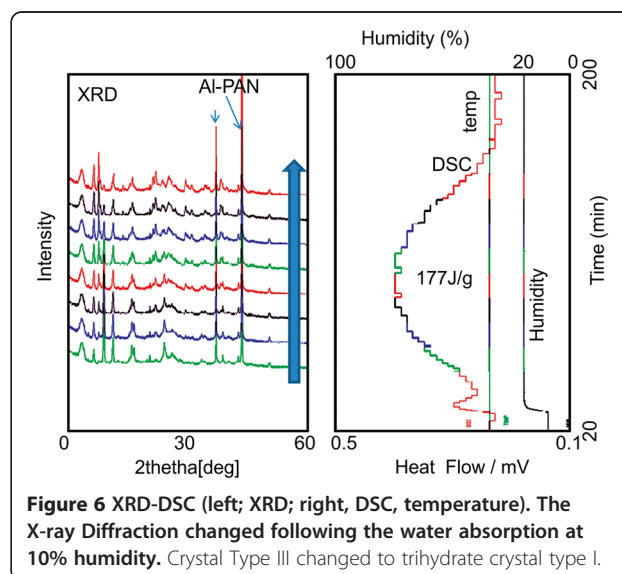 Humidity (%)
100
20
0
XRD
Al-PAN
Intensity
0
30
60
2thetha[deg]
temp
DSC
177J/g
Humidity
200
Time (min)
20
0.5
0.1
Heat Flow / mV
Figure 6 XRD-DSC (left; XRD; right, DSC, temperature). The
X-ray Diffraction changed following the water absorption at
10% humidity. Crystal Type III changed to trihydrate crystal type I.